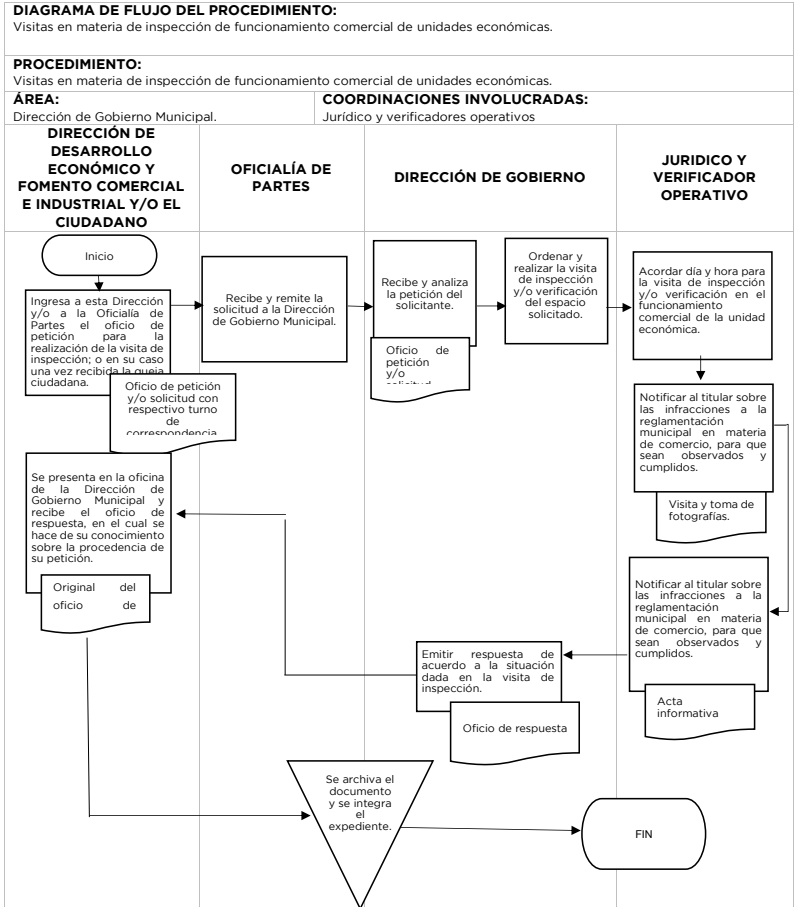 DIAGRAMA DE FLUJO DEL PROCEDIMIENTO:
Visitas en materia de inspección de funcionamiento comercial de unidades económicas.
PROCEDIMIENTO:
Visitas en materia de inspección de funcionamiento comercial de unidades económicas.
ÁREA:
Dirección de Gobierno Municipal.
COORDINACIONES INVOLUCRADAS:
Jurídico y verificadores operativos
DIRECCIÓN DE
DESARROLLO
ECONÓMICO Y
FOMENTO COMERCIAL
E INDUSTRIAL Y/O EL
CIUDADANO
OFICIALÍA DE
PARTES
DIRECCIÓN DE GOBIERNO
JURIDICO Y
VERIFICADOR
OPERATIVO
Inicio
Ingresa a esta Dirección
y/o a la Oficialía de
Partes el oficio de
petición para la
realización de la visita de
inspección; o en su caso
una vez recibida la queja
ciudadana.
Oficio de petición
y/o solicitud con
respectivo turno
de
correspondencia
Recibe y remite la
solicitud a la Dirección
de Gobierno Municipal.
Recibe y analiza
la petición del
solicitante.
Oficio de
petición
y/o
solicitud
Ordenar y
realizar la visita
de inspección
y/o verificación
del espacio
solicitado.
Acordar día y hora para
la visita de inspección
y/o verificación en el
funcionamiento
comercial de la unidad
económica.
Notificar al titular sobre
las infracciones a la
reglamentación
municipal en materia
de comercio, para que
sean observados y
cumplidos.
Visita y toma de
fotografías.
Notificar al titular sobre
las infracciones a la
reglamentación
municipal en materia
de comercio, para que
sean observados y
cumplidos.
Acta
informativa
Emitir respuesta de
acuerdo a la situación
dada en la visita de
inspección.
Oficio de respuesta
Se presenta en la oficina
de la Dirección de
Gobierno Municipal y
recibe el oficio de
respuesta, en el cual se
hace de su conocimiento
sobre la procedencia de
su petición.
Original del
oficio de
Se archiva el
documento
y se integra
el
expediente.
FIN